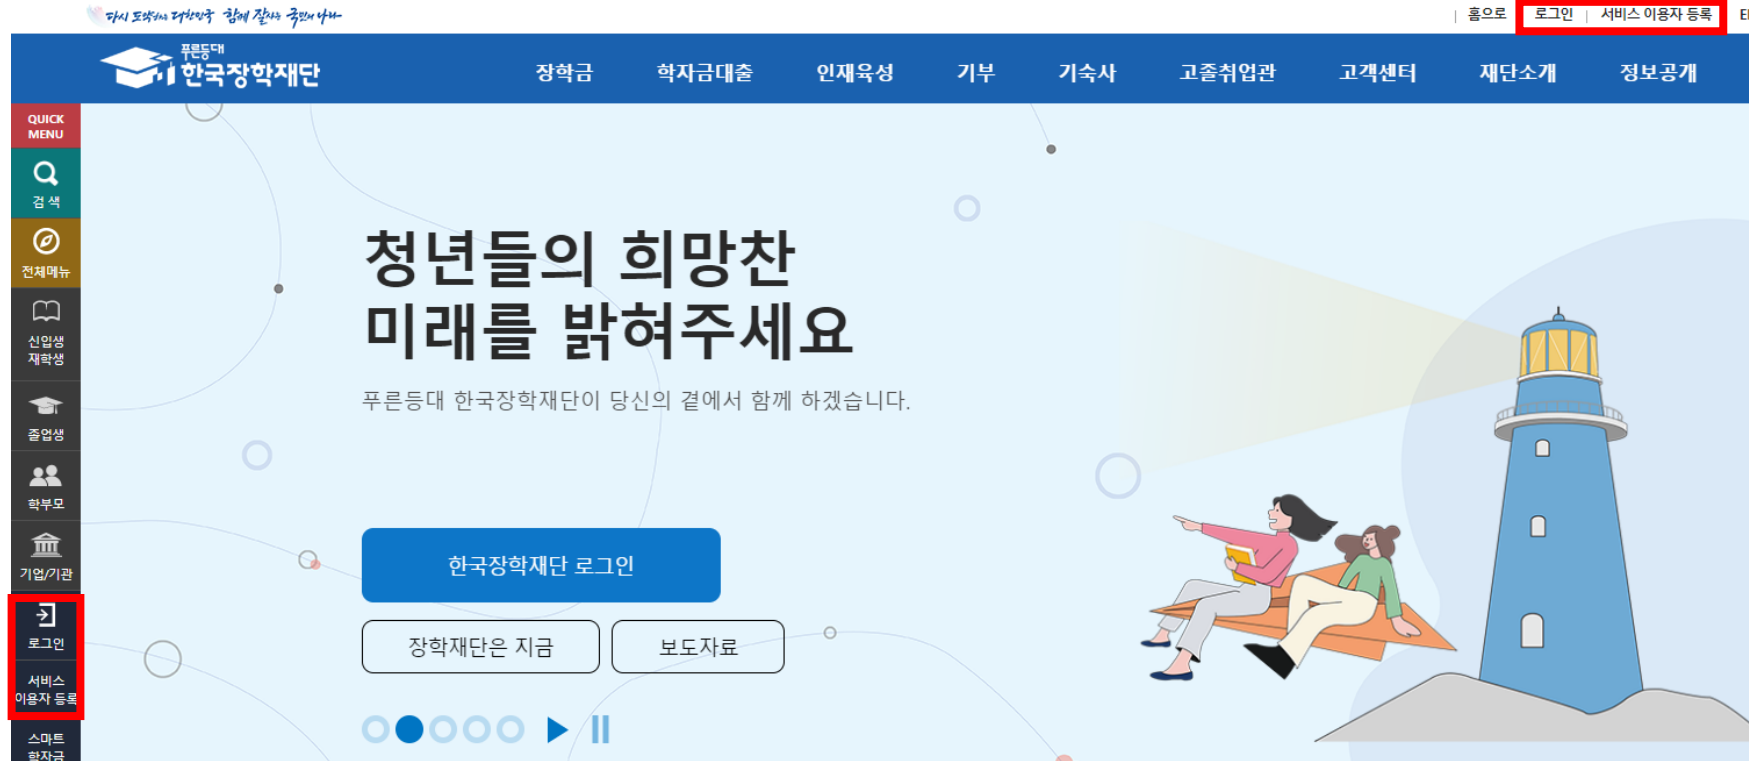 다시 도약하는 대한민국 함께 잘사는 국민의 나라
홈으로
로그인
서비스 이용자 등록
푸른등대
한국장학재단
장학금
학자금대출
인재육성
기부
기숙사
고졸취업관
고객센터
재단소개
정보공개
QUICK
MENU
검색
전체메뉴
신입생
재학생
졸업생
학부모
기업/기관
로그인
서비스
이용자 등록
스마트
학자금
청년들의 희망찬
미래를 밝혀주세요
푸른등대 한국장학재단이 당신의 곁에서 함께 하겠습니다.
한국장학재단 로그인
장학재단은 지금
보도자료